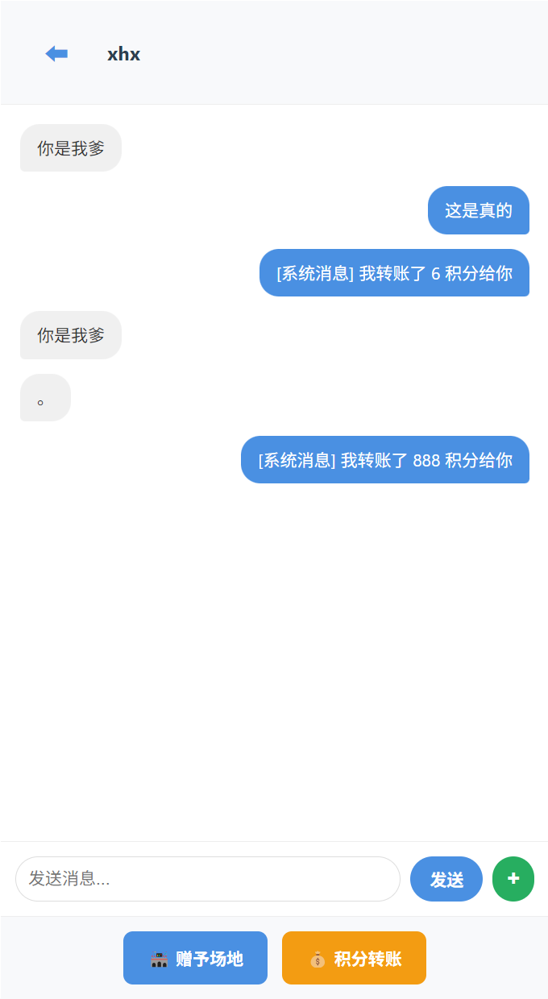 xhx
你是我爹
这是真的
[系统消息] 我转账了 6 积分给你
你是我爹
。
[系统消息] 我转账了 888 积分给你
发送消息...
发送
+
赠予场地
积分转账